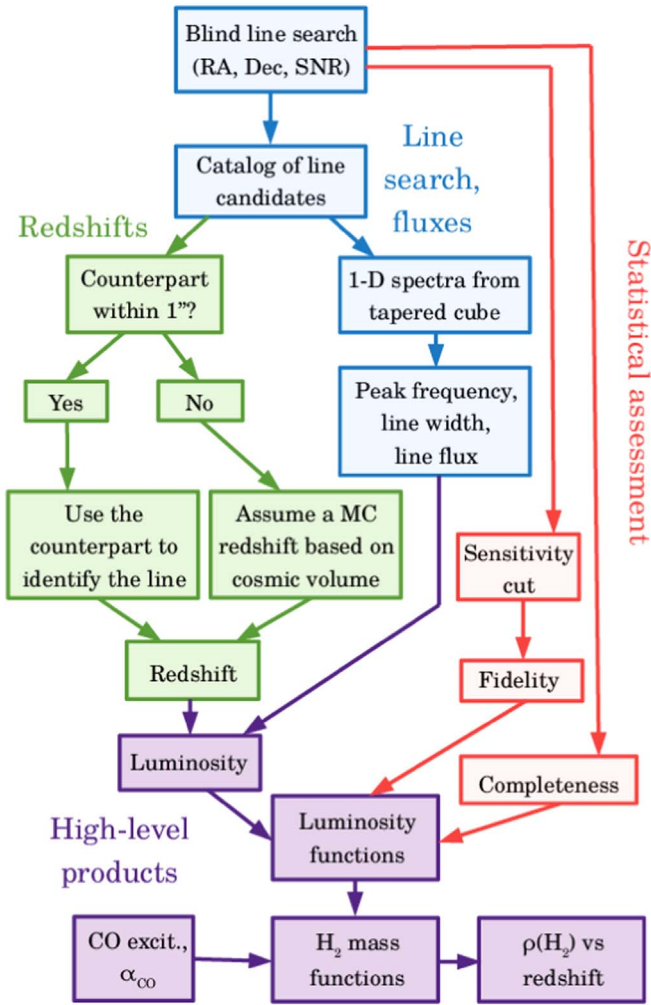 Blind line search
(RA, Dec, SNR)
Catalog of line
candidates
Line
search,
fluxes
Redshifts
Counterpart
within 1”?
1-D spectra from
tapered cube
Statistical assessment
Yes
No
Peak frequency,
line width,
line flux
Use the
counterpart to
identify the line
Assume a MC
redshift based on
cosmic volume
Sensitivity
cut
Redshift
Fidelity
Luminosity
Completeness
High-level
products
Luminosity
functions
CO excit.,
α_CO
H₂ mass
functions
ρ(H₂) vs
redshift